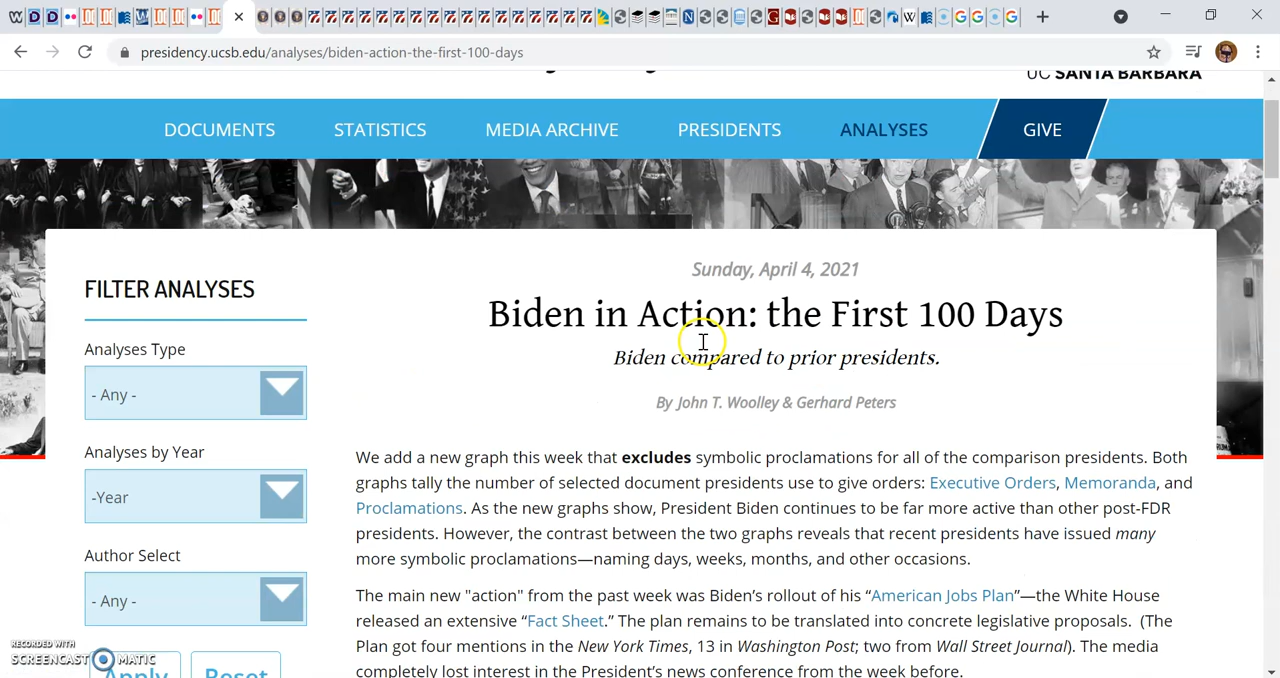 presidency.ucsb.edu/analyses/biden-action-the-first-100-days
UC SANTA BARBARA
DOCUMENTS STATISTICS MEDIA ARCHIVE PRESIDENTS ANALYSES GIVE
FILTER ANALYSES
Analyses Type
- Any -
Analyses by Year
-Year
Author Select
- Any -
Apply Reset
Sunday, April 4, 2021
Biden in Action: the First 100 Days
Biden compared to prior presidents.
By John T. Woolley & Gerhard Peters
We add a new graph this week that excludes symbolic proclamations for all of the comparison presidents. Both
graphs tally the number of selected document presidents use to give orders: Executive Orders, Memoranda, and
Proclamations. As the new graphs show, President Biden continues to be far more active than other post-FDR
presidents. However, the contrast between the two graphs reveals that recent presidents have issued many
more symbolic proclamations—naming days, weeks, months, and other occasions.
The main new "action" from the past week was Biden's rollout of his “American Jobs Plan”—the White House
released an extensive “Fact Sheet.” The plan remains to be translated into concrete legislative proposals. (The
Plan got four mentions in the New York Times, 13 in Washington Post; two from Wall Street Journal). The media
completely lost interest in the President's news conference from the week before.
RECORDED WITH
SCREENCAST MATIC